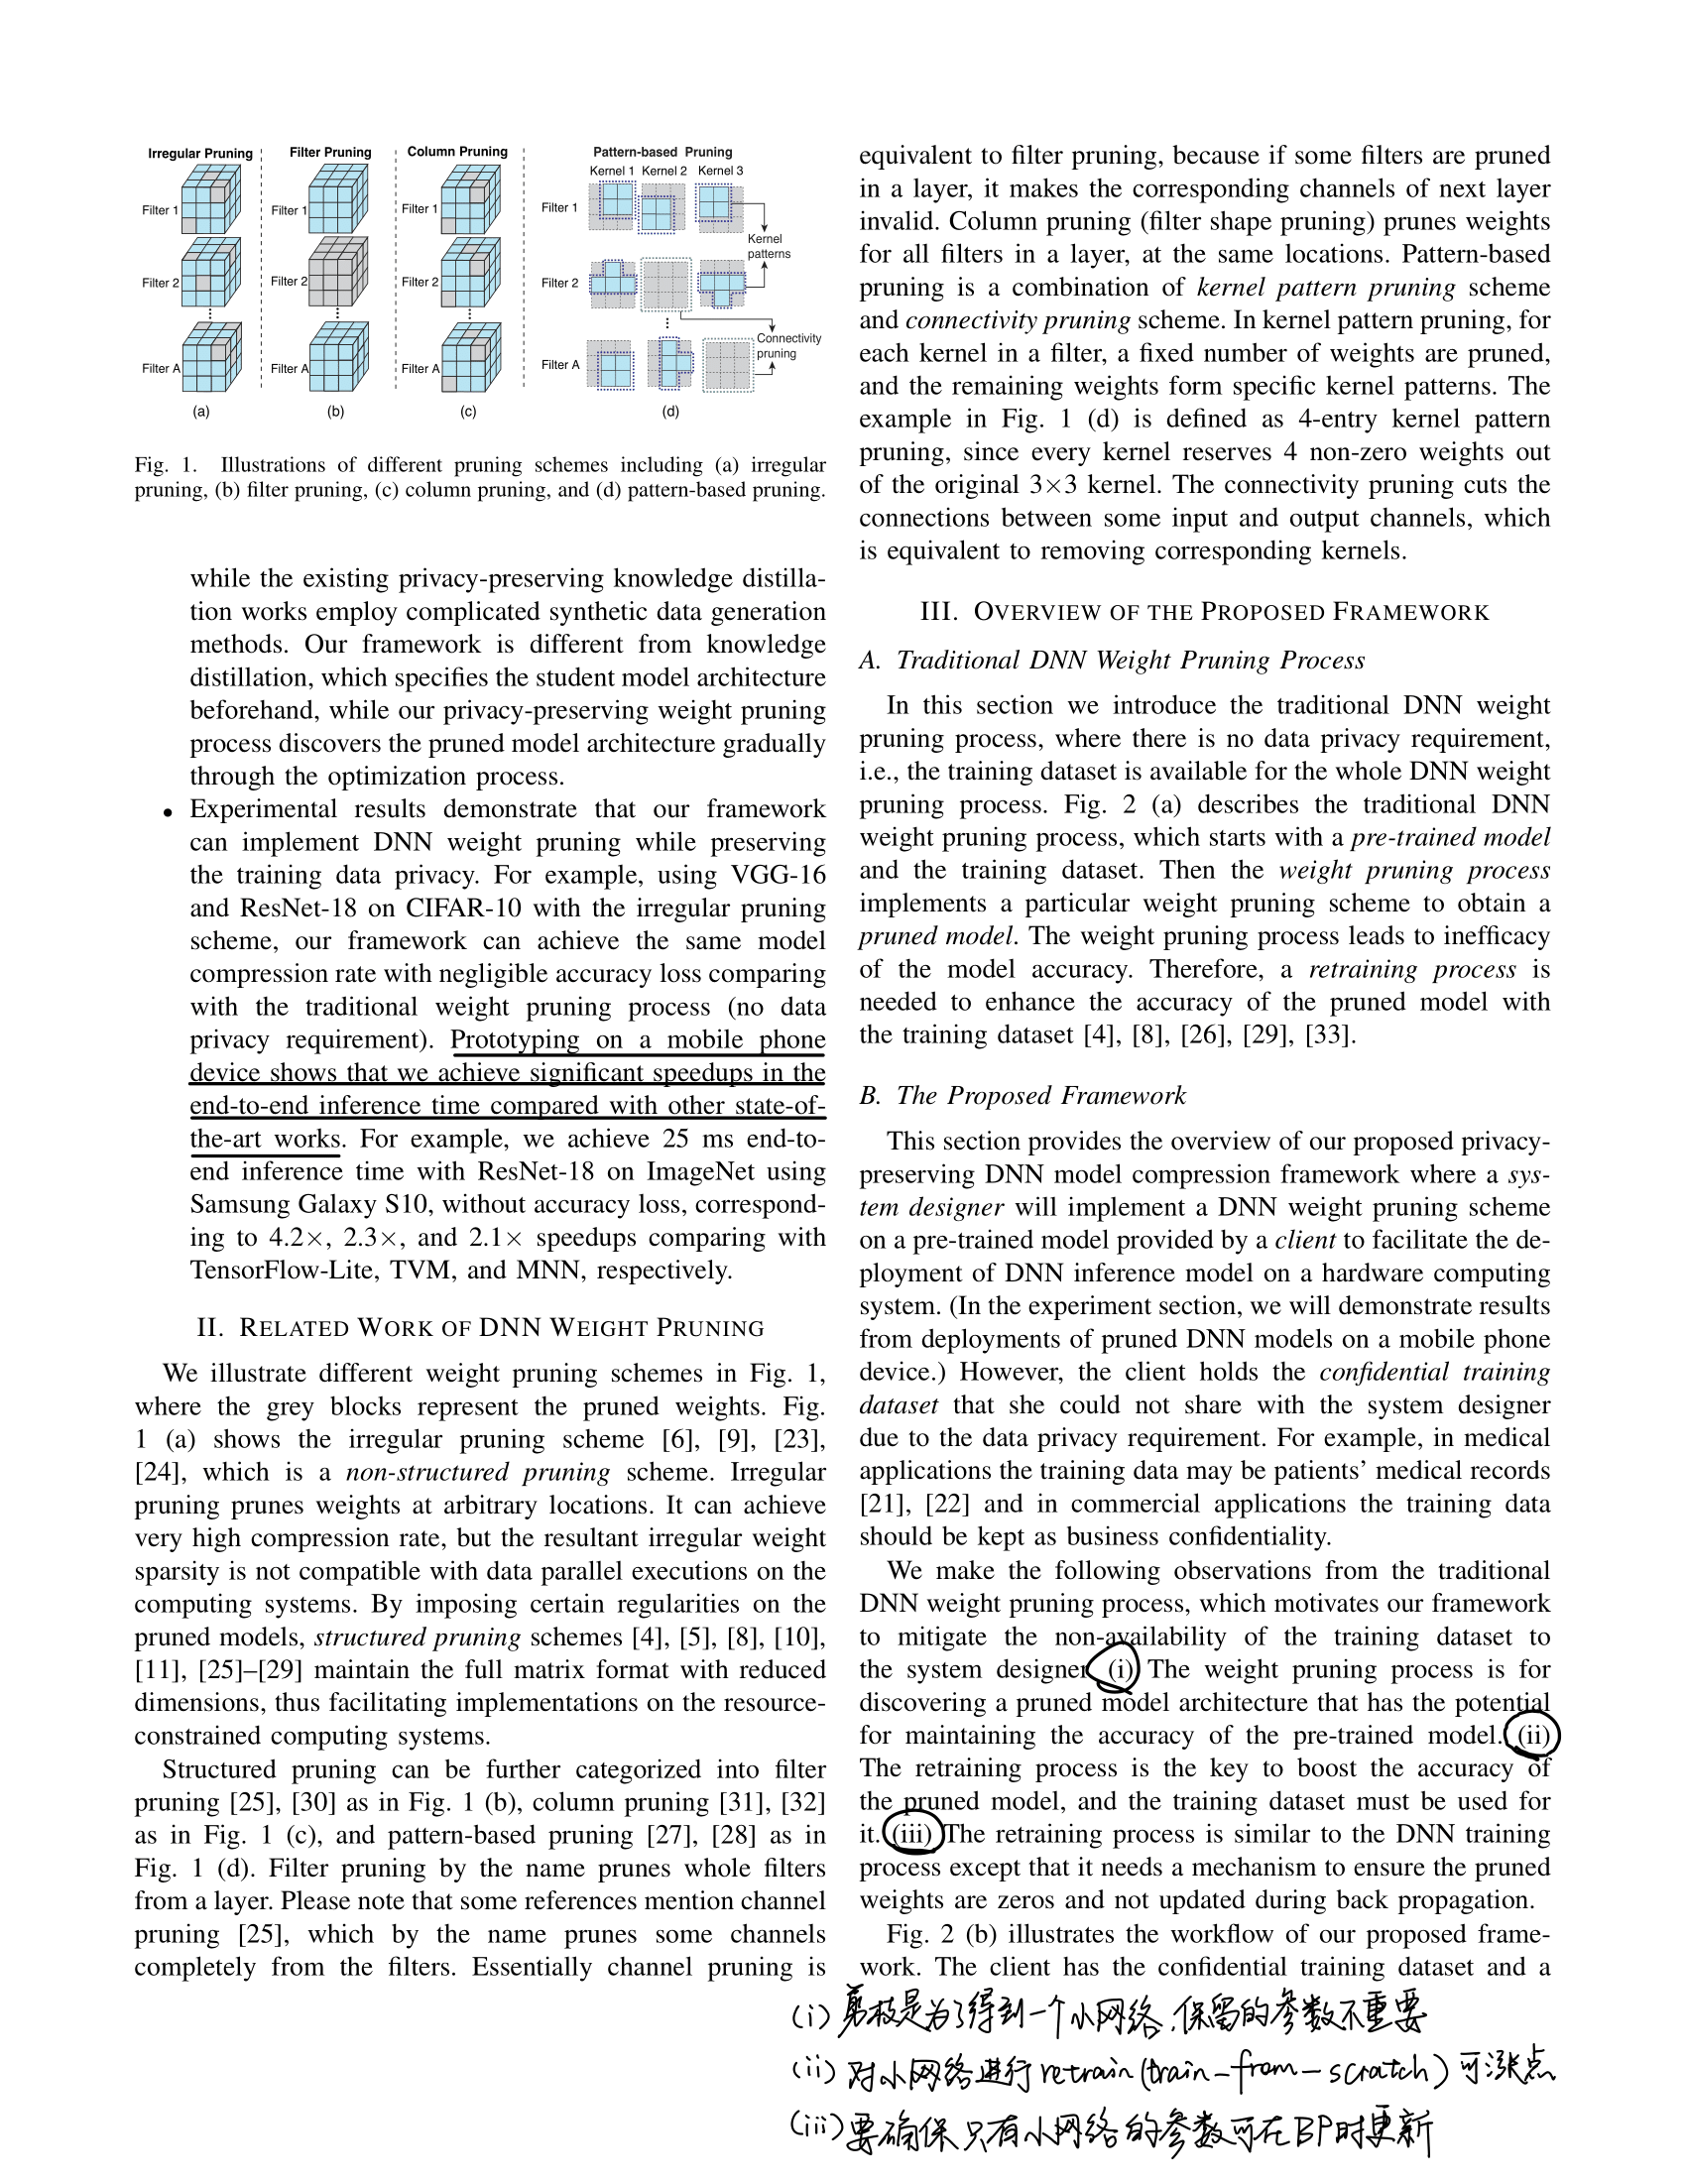 Irregular Pruning
Filter Pruning
Column Pruning
Pattern-based Pruning
Kernel 1 Kernel 2 Kernel 3
Filter 1
Filter 1
Filter 1
Filter 1
Kernel
patterns
Filter 2
Filter 2
Filter 2
Filter 2
Connectivity
pruning
Filter A
Filter A
Filter A
Filter A
(a)
(b)
(c)
(d)
Fig. 1. Illustrations of different pruning schemes including (a) irregular
pruning, (b) filter pruning, (c) column pruning, and (d) pattern-based pruning.
while the existing privacy-preserving knowledge distilla-
tion works employ complicated synthetic data generation
methods. Our framework is different from knowledge
distillation, which specifies the student model architecture
beforehand, while our privacy-preserving weight pruning
process discovers the pruned model architecture gradually
through the optimization process.
• Experimental results demonstrate that our framework
can implement DNN weight pruning while preserving
the training data privacy. For example, using VGG-16
and ResNet-18 on CIFAR-10 with the irregular pruning
scheme, our framework can achieve the same model
compression rate with negligible accuracy loss comparing
with the traditional weight pruning process (no data
privacy requirement). Prototyping on a mobile phone
device shows that we achieve significant speedups in the
end-to-end inference time compared with other state-of-
the-art works. For example, we achieve 25 ms end-to-
end inference time with ResNet-18 on ImageNet using
Samsung Galaxy S10, without accuracy loss, correspond-
ing to 4.2×, 2.3×, and 2.1× speedups comparing with
TensorFlow-Lite, TVM, and MNN, respectively.
II. RELATED WORK OF DNN WEIGHT PRUNING
We illustrate different weight pruning schemes in Fig. 1,
where the grey blocks represent the pruned weights. Fig.
1 (a) shows the irregular pruning scheme [6], [9], [23],
[24], which is a non-structured pruning scheme. Irregular
pruning prunes weights at arbitrary locations. It can achieve
very high compression rate, but the resultant irregular weight
sparsity is not compatible with data parallel executions on the
computing systems. By imposing certain regularities on the
pruned models, structured pruning schemes [4], [5], [8], [10],
[11], [25]–[29] maintain the full matrix format with reduced
dimensions, thus facilitating implementations on the resource-
constrained computing systems.
Structured pruning can be further categorized into filter
pruning [25], [30] as in Fig. 1 (b), column pruning [31], [32]
as in Fig. 1 (c), and pattern-based pruning [27], [28] as in
Fig. 1 (d). Filter pruning by the name prunes whole filters
from a layer. Please note that some references mention channel
pruning [25], which by the name prunes some channels
completely from the filters. Essentially channel pruning is
equivalent to filter pruning, because if some filters are pruned
in a layer, it makes the corresponding channels of next layer
invalid. Column pruning (filter shape pruning) prunes weights
for all filters in a layer, at the same locations. Pattern-based
pruning is a combination of kernel pattern pruning scheme
and connectivity pruning scheme. In kernel pattern pruning, for
each kernel in a filter, a fixed number of weights are pruned,
and the remaining weights form specific kernel patterns. The
example in Fig. 1 (d) is defined as 4-entry kernel pattern
pruning, since every kernel reserves 4 non-zero weights out
of the original 3×3 kernel. The connectivity pruning cuts the
connections between some input and output channels, which
is equivalent to removing corresponding kernels.
III. OVERVIEW OF THE PROPOSED FRAMEWORK
A. Traditional DNN Weight Pruning Process
In this section we introduce the traditional DNN weight
pruning process, where there is no data privacy requirement,
i.e., the training dataset is available for the whole DNN weight
pruning process. Fig. 2 (a) describes the traditional DNN
weight pruning process, which starts with a pre-trained model
and the training dataset. Then the weight pruning process
implements a particular weight pruning scheme to obtain a
pruned model. The weight pruning process leads to inefficacy
of the model accuracy. Therefore, a retraining process is
needed to enhance the accuracy of the pruned model with
the training dataset [4], [8], [26], [29], [33].
B. The Proposed Framework
This section provides the overview of our proposed privacy-
preserving DNN model compression framework where a sys-
tem designer will implement a DNN weight pruning scheme
on a pre-trained model provided by a client to facilitate the de-
ployment of DNN inference model on a hardware computing
system. (In the experiment section, we will demonstrate results
from deployments of pruned DNN models on a mobile phone
device.) However, the client holds the confidential training
dataset that she could not share with the system designer
due to the data privacy requirement. For example, in medical
applications the training data may be patients' medical records
[21], [22] and in commercial applications the training data
should be kept as business confidentiality.
We make the following observations from the traditional
DNN weight pruning process, which motivates our framework
to mitigate the non-availability of the training dataset to
the system designer (i) The weight pruning process is for
discovering a pruned model architecture that has the potential
for maintaining the accuracy of the pre-trained model. (ii)
The retraining process is the key to boost the accuracy of
the pruned model, and the training dataset must be used for
it. (iii) The retraining process is similar to the DNN training
process except that it needs a mechanism to ensure the pruned
weights are zeros and not updated during back propagation.
Fig. 2 (b) illustrates the workflow of our proposed frame-
work. The client has the confidential training dataset and a
(i) 剪枝是为了得到一个小网络,保留的参数不重要
(ii) 对小网络进行retrain(train-from-scratch)可涨点
(iii) 要确保只有小网络的参数可在BP时更新